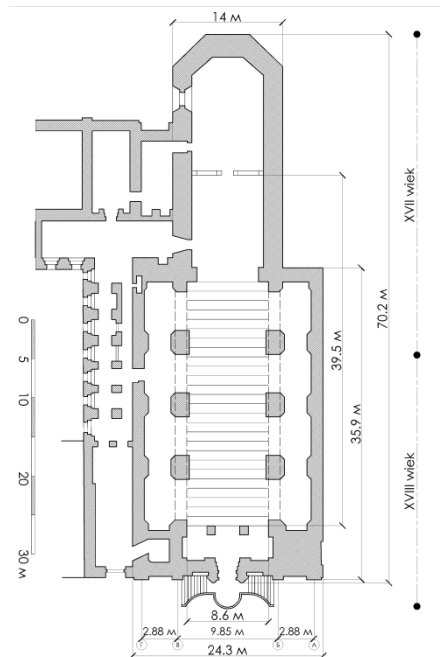 14 м
XVII wiek
70.2 м
39.5 м
35.9 м
0
5
10
20
30 м
XVIII wiek
8.6 м
2.88 м
9.85 м
2.88 м
Г
В
Б
А
24.3 м